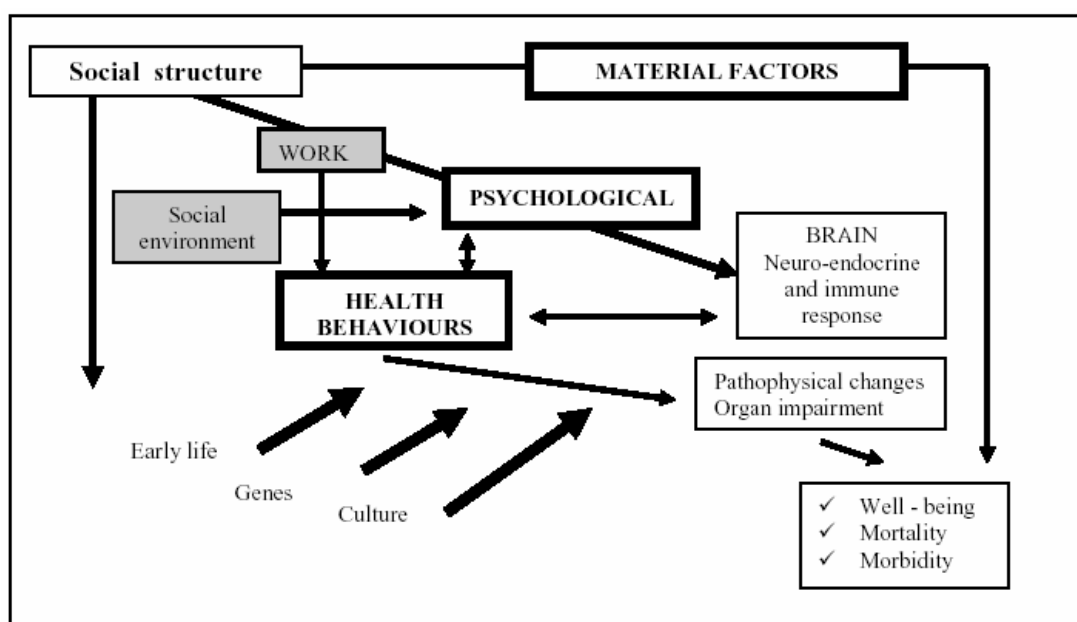 Social structure
MATERIAL FACTORS
WORK
PSYCHOLOGICAL
Social
environment
BRAIN
Neuro-endocrine
and immune
response
HEALTH
BEHAVIOURS
Pathophysical changes
Organ impairment
Early life
Genes
Culture
✓ Well - being
✓ Mortality
✓ Morbidity